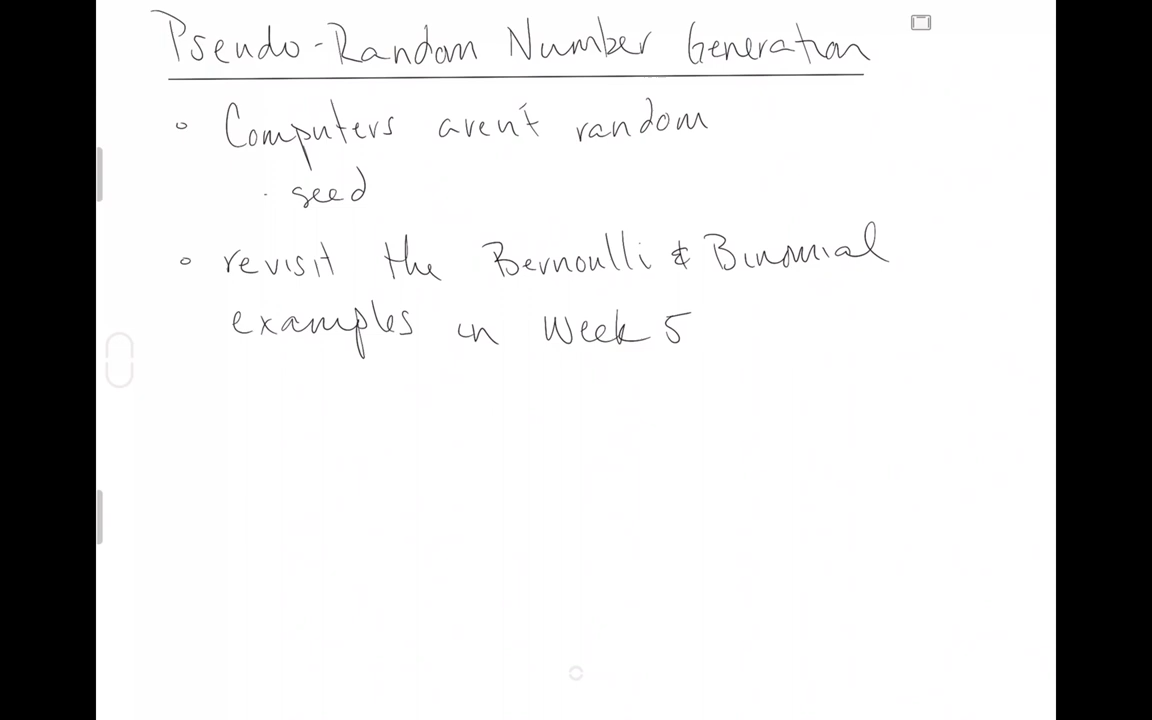 Pseudo-Random Number Generation
◦ Computers aren't random
· seed
◦ revisit the Bernoulli & Binomial
examples in Week 5